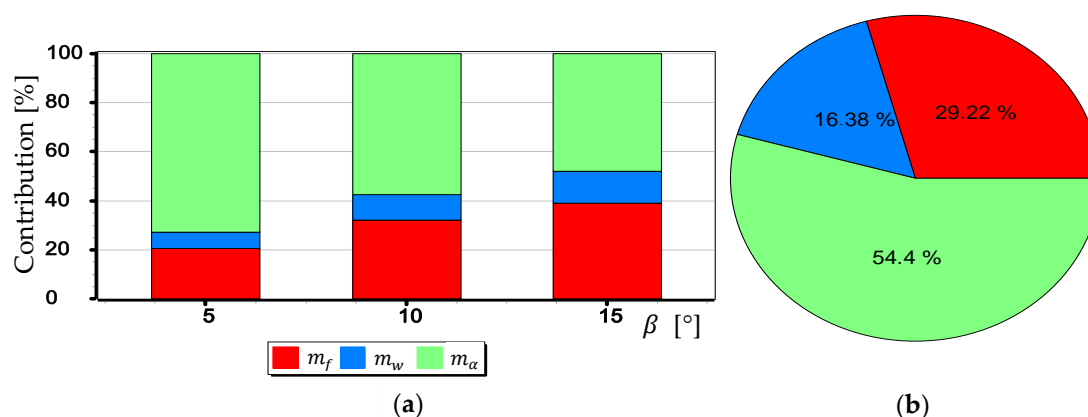 Contribution [%]
100
80
60
40
20
0
5 10 15
β [°]
m_f m_w m_α
(a)
16.38 %
29.22 %
54.4 %
(b)